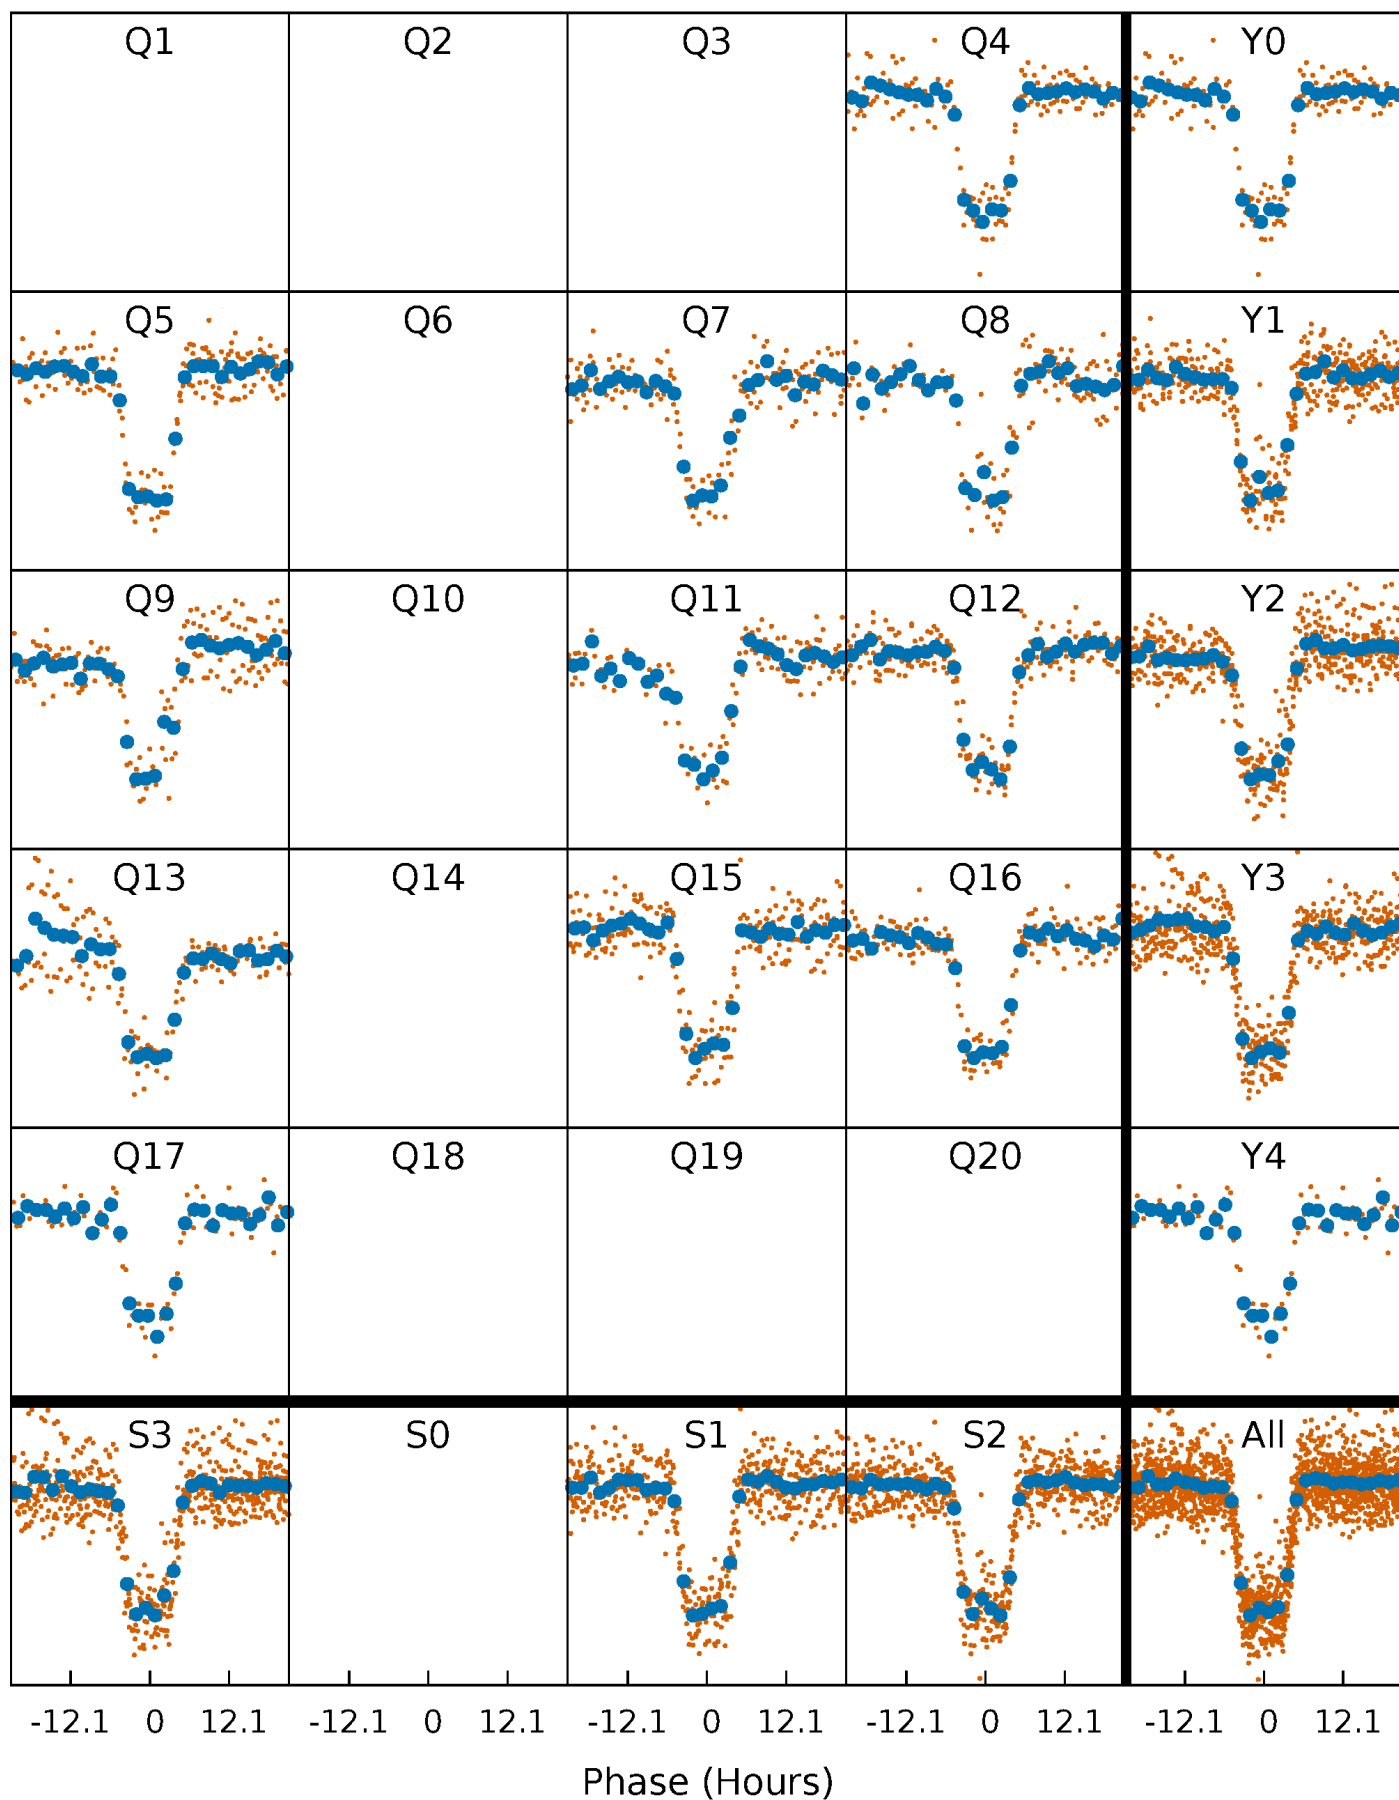 Q1 Q2 Q3 Q4 Y0
Q5 Q6 Q7 Q8 Y1
Q9 Q10 Q11 Q12 Y2
Q13 Q14 Q15 Q16 Y3
Q17 Q18 Q19 Q20 Y4
S3 S0 S1 S2 All
-12.1 0 12.1 -12.1 0 12.1 -12.1 0 12.1 -12.1 0 12.1 -12.1 0 12.1
Phase (Hours)